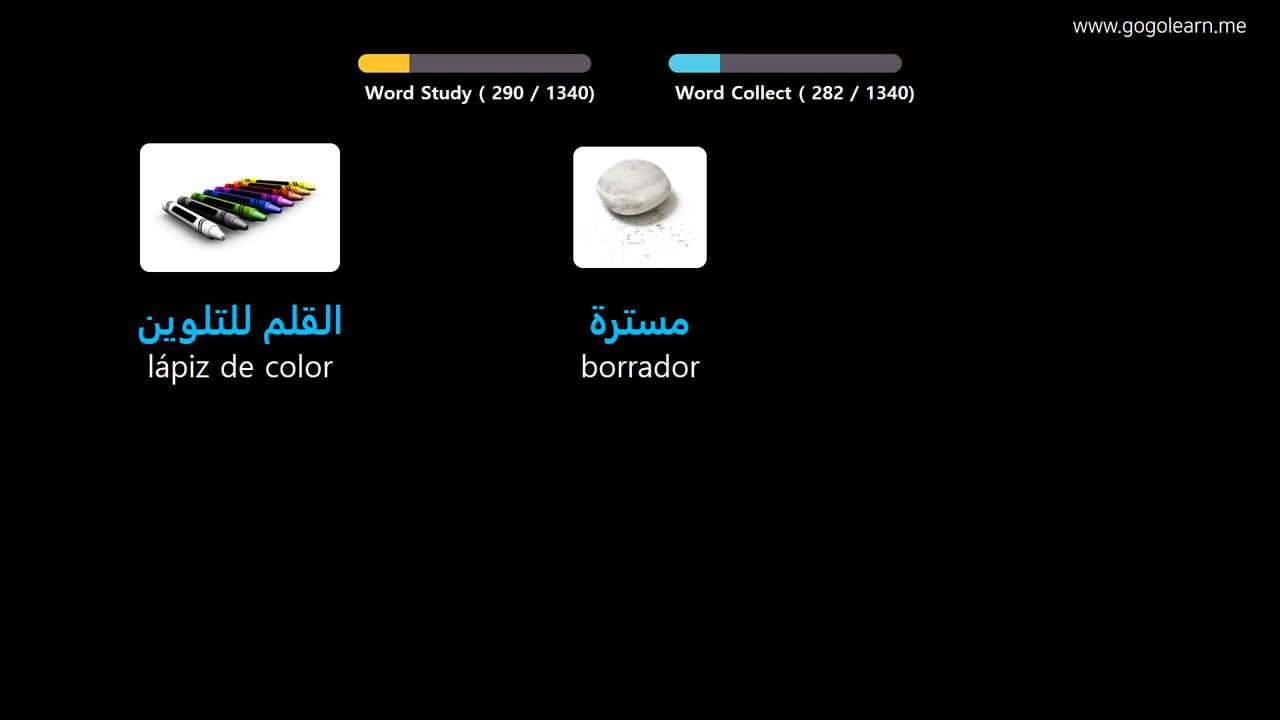 www.gogolearn.me
Word Study ( 290 / 1340)
Word Collect ( 282 / 1340)
القلم للتلوين
lápiz de color
مسترة
borrador